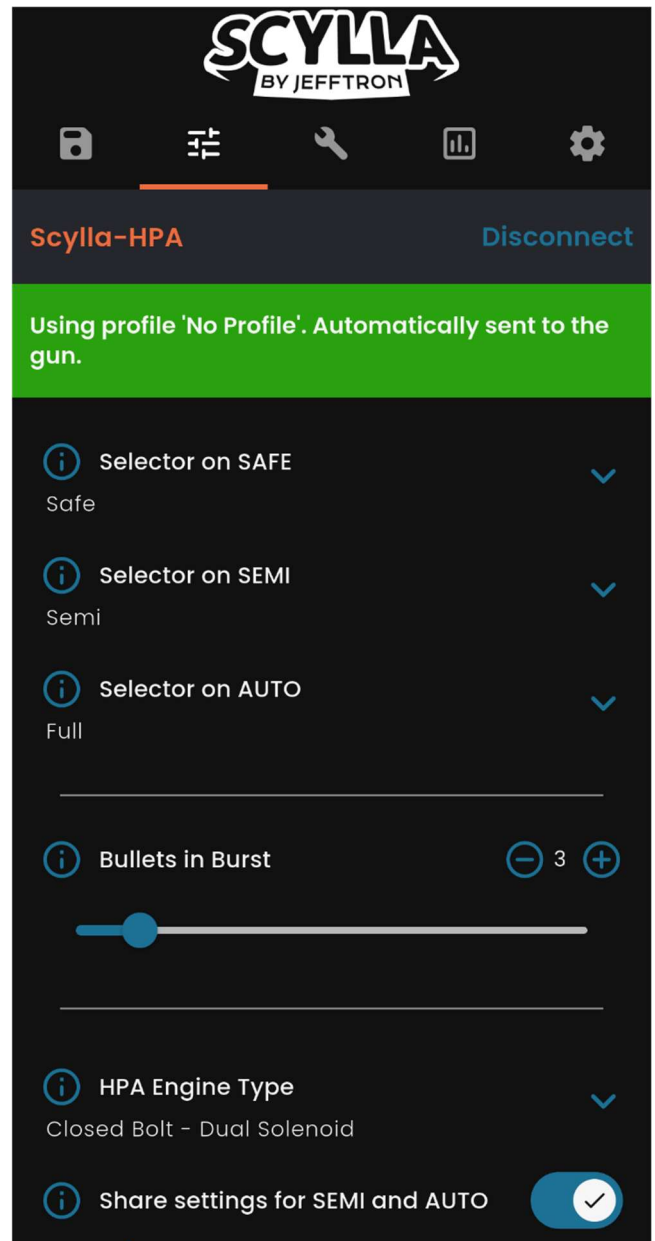 SCYLLA
BY JEFFTRON
Scylla-HPA
Disconnect
Using profile 'No Profile'. Automatically sent to the
gun.
Selector on SAFE
Safe
Selector on SEMI
Semi
Selector on AUTO
Full
Bullets in Burst
3
HPA Engine Type
Closed Bolt - Dual Solenoid
Share settings for SEMI and AUTO